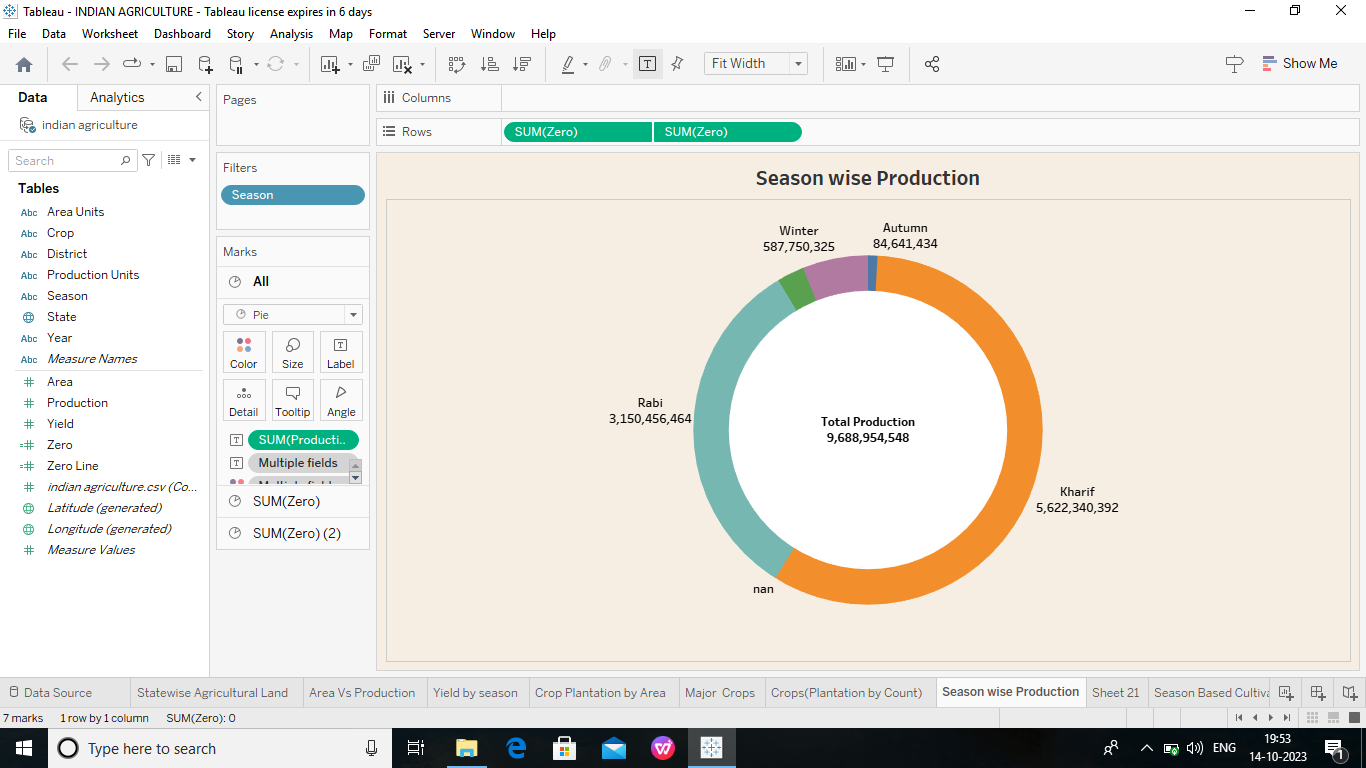 Tableau - INDIAN AGRICULTURE - Tableau license expires in 6 days
File Data Worksheet Dashboard Story Analysis Map Format Server Window Help
Fit Width
Show Me
Data Analytics
indian agriculture
Search
Tables
Abc Area Units
Abc Crop
Abc District
Abc Production Units
Abc Season
State
Abc Year
Abc Measure Names
# Area
# Production
# Yield
=# Zero
=# Zero Line
# indian agriculture.csv (Co...
Latitude (generated)
Longitude (generated)
# Measure Values
Pages
Filters
Season
Marks
All
Pie
Color Size Label
Detail Tooltip Angle
SUM(Producti..
Multiple fields
SUM(Zero)
SUM(Zero) (2)
Columns
Rows SUM(Zero) SUM(Zero)
Season wise Production
Winter
587,750,325
Autumn
84,641,434
Rabi
3,150,456,464
Total Production
9,688,954,548
Kharif
5,622,340,392
nan
Data Source Statewise Agricultural Land Area Vs Production Yield by season Crop Plantation by Area Major Crops Crops(Plantation by Count) Season wise Production Sheet 21 Season Based Cultiva
7 marks 1 row by 1 column SUM(Zero): 0
Type here to search
ENG
19:53
14-10-2023
1